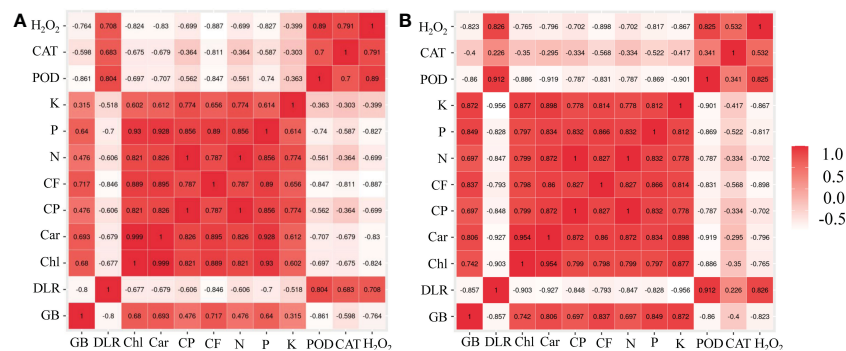 A
H₂O₂ -0.764 0.708 -0.824 -0.83 -0.699 -0.887 -0.699 -0.827 -0.399 0.89 0.791 1
CAT -0.598 0.683 -0.675 -0.679 -0.364 -0.811 -0.364 -0.587 -0.303 0.7 1 0.791
POD -0.861 0.804 -0.697 -0.707 -0.562 -0.847 -0.561 -0.74 -0.363 1 0.7 0.89
K 0.315 -0.518 0.602 0.612 0.774 0.656 0.774 0.614 1 -0.363 -0.303 -0.399
P 0.64 -0.7 0.93 0.928 0.856 0.89 0.856 1 0.614 -0.74 -0.587 -0.827
N 0.476 -0.606 0.821 0.826 1 0.787 1 0.856 0.774 -0.561 -0.364 -0.699
CF 0.717 -0.846 0.889 0.895 0.787 1 0.787 0.89 0.656 -0.847 -0.811 -0.887
CP 0.476 -0.606 0.821 0.826 1 0.787 1 0.856 0.774 -0.562 -0.364 -0.699
Car 0.693 -0.679 0.999 1 0.826 0.895 0.826 0.928 0.612 -0.707 -0.679 -0.83
Chl 0.68 -0.677 1 0.999 0.821 0.889 0.821 0.93 0.602 -0.697 -0.675 -0.824
DLR -0.8 1 -0.677 -0.679 -0.606 -0.846 -0.606 -0.7 -0.518 0.804 0.683 0.708
GB 1 -0.8 0.68 0.693 0.476 0.717 0.476 0.64 0.315 -0.861 -0.598 -0.764
GB DLR Chl Car CP CF N P K POD CAT H₂O₂
B
H₂O₂ -0.823 0.826 -0.765 -0.796 -0.702 -0.898 -0.702 -0.817 -0.867 0.825 0.532 1
CAT -0.4 0.226 -0.35 -0.295 -0.334 -0.568 -0.334 -0.522 -0.417 0.341 1 0.532
POD -0.86 0.912 -0.886 -0.919 -0.787 -0.831 -0.787 -0.869 -0.901 1 0.341 0.825
K 0.872 -0.956 0.877 0.898 0.778 0.814 0.778 0.812 1 -0.901 -0.417 -0.867
P 0.849 -0.828 0.797 0.834 0.832 0.866 0.832 1 0.812 -0.869 -0.522 -0.817
N 0.697 -0.847 0.799 0.872 1 0.827 1 0.832 0.778 -0.787 -0.334 -0.702
CF 0.837 -0.793 0.798 0.86 0.827 1 0.827 0.866 0.814 -0.831 -0.568 -0.898
CP 0.697 -0.848 0.799 0.872 1 0.827 1 0.832 0.778 -0.787 -0.334 -0.702
Car 0.806 -0.927 0.954 1 0.872 0.86 0.872 0.834 0.898 -0.919 -0.295 -0.796
Chl 0.742 -0.903 1 0.954 0.799 0.798 0.799 0.797 0.877 -0.886 -0.35 -0.765
DLR -0.857 1 -0.903 -0.927 -0.848 -0.793 -0.847 -0.828 -0.956 0.912 0.226 0.826
GB 1 -0.857 0.742 0.806 0.697 0.837 0.697 0.849 0.872 -0.86 -0.4 -0.823
GB DLR Chl Car CP CF N P K POD CAT H₂O₂
1.0
0.5
0.0
-0.5